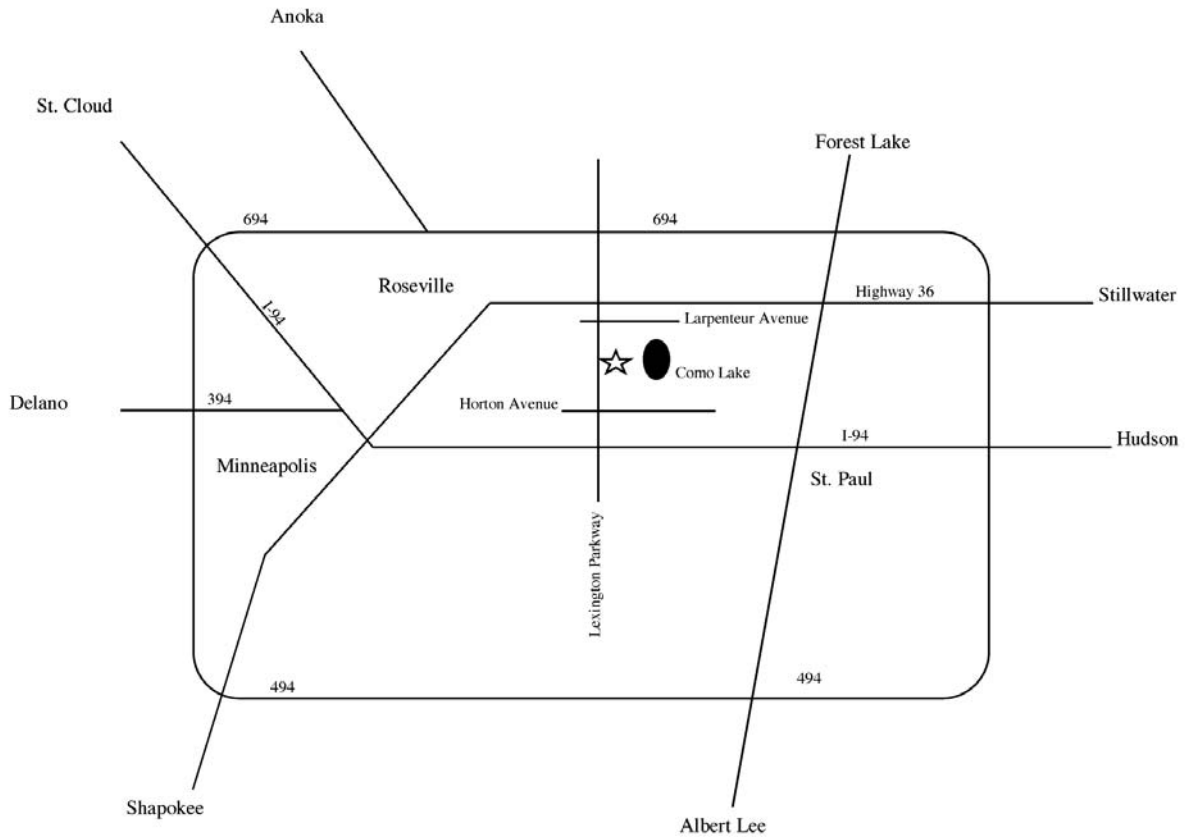 Anoka
St. Cloud
Forest Lake
694
694
Roseville
Highway 36
Stillwater
I-94
Larpenteur Avenue
Como Lake
Delano
394
Horton Avenue
I-94
Hudson
Minneapolis
St. Paul
Lexington Parkway
494
494
Shapokee
Albert Lee